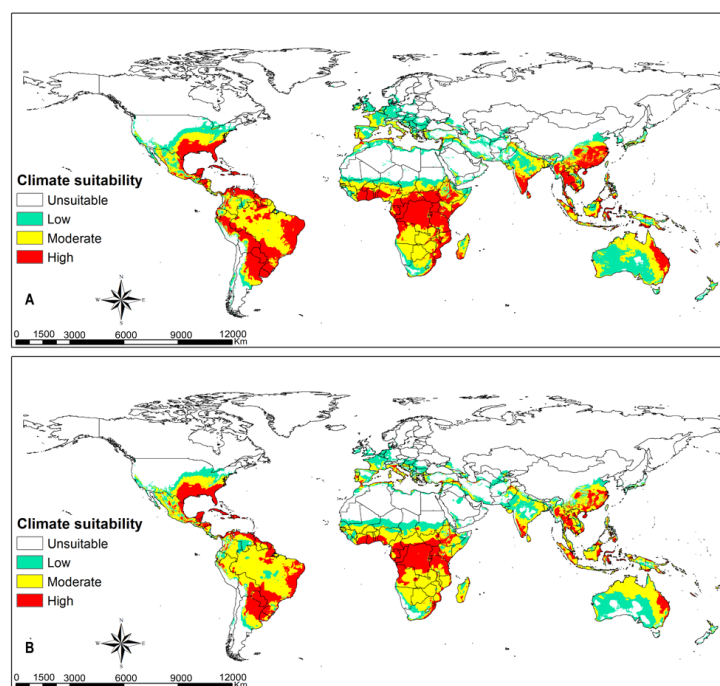 Climate suitability
Unsuitable
Low
Moderate
High
A
N
W E
S
0 1500 3000 6000 9000 12000
Km
Climate suitability
Unsuitable
Low
Moderate
High
B
N
W E
S
0 1500 3000 6000 9000 12000
Km